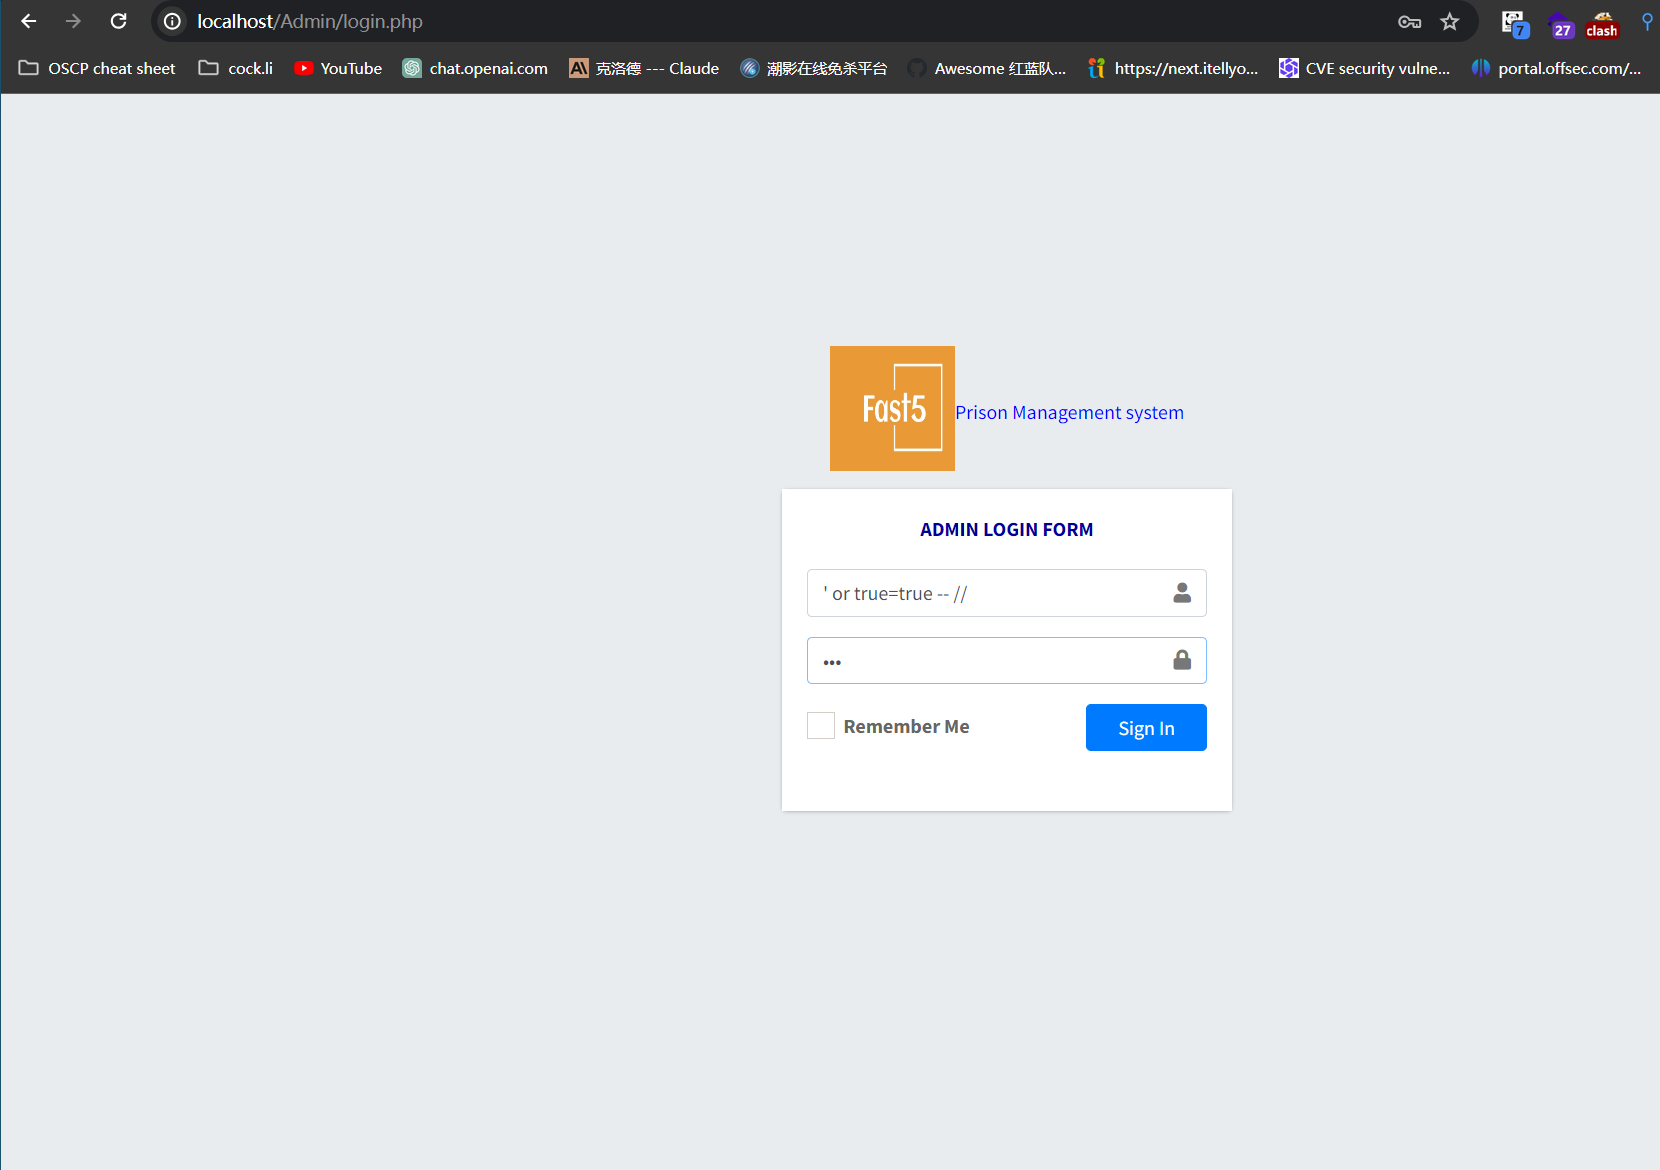 localhost/Admin/login.php
7 27 clash
OSCP cheat sheet cock.li YouTube chat.openai.com 克洛德 --- Claude 潮影在线免杀平台 Awesome 红蓝队... https://next.itellyo... CVE security vulne... portal.offsec.com/...
Fast5
Prison Management system
ADMIN LOGIN FORM
' or true=true -- //
•••
Remember Me
Sign In